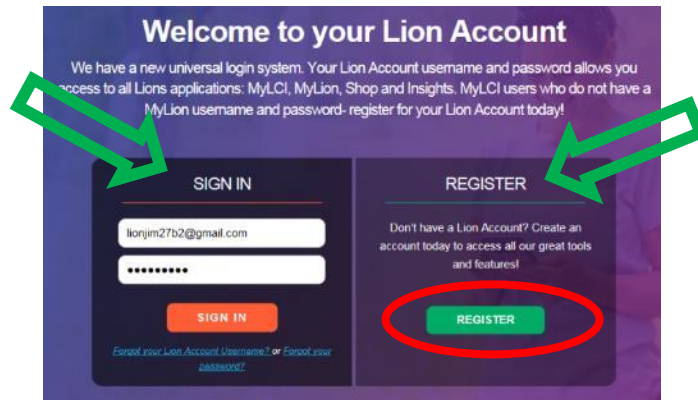 Welcome to your Lion Account
We have a new universal login system. Your Lion Account username and password allows you
access to all Lions applications: MyLCI, MyLion, Shop and Insights. MyLCI users who do not have a
MyLion username and password- register for your Lion Account today!
SIGN IN
lionjim27b2@gmail.com
•••••••••
SIGN IN
Forgot your Lion Account Username? or Forgot your
password?
REGISTER
Don't have a Lion Account? Create an
account today to access all our great tools
and features!
REGISTER